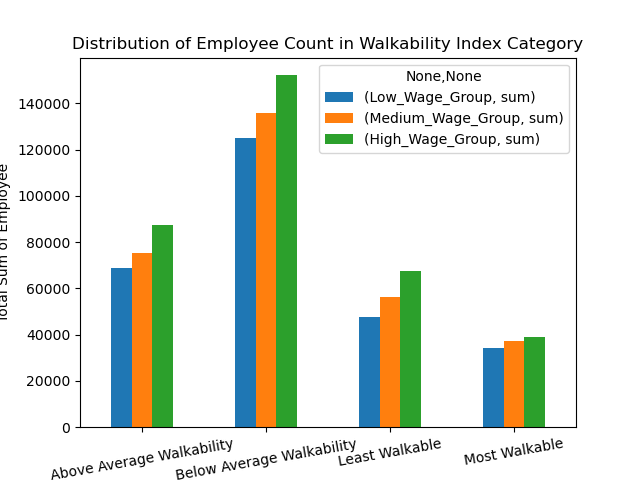 Distribution of Employee Count in Walkability Index Category
None,None
(Low_Wage_Group, sum)
(Medium_Wage_Group, sum)
(High_Wage_Group, sum)
Total Sum of Employee
140000
120000
100000
80000
60000
40000
20000
0
Above Average Walkability
Below Average Walkability
Least Walkable
Most Walkable